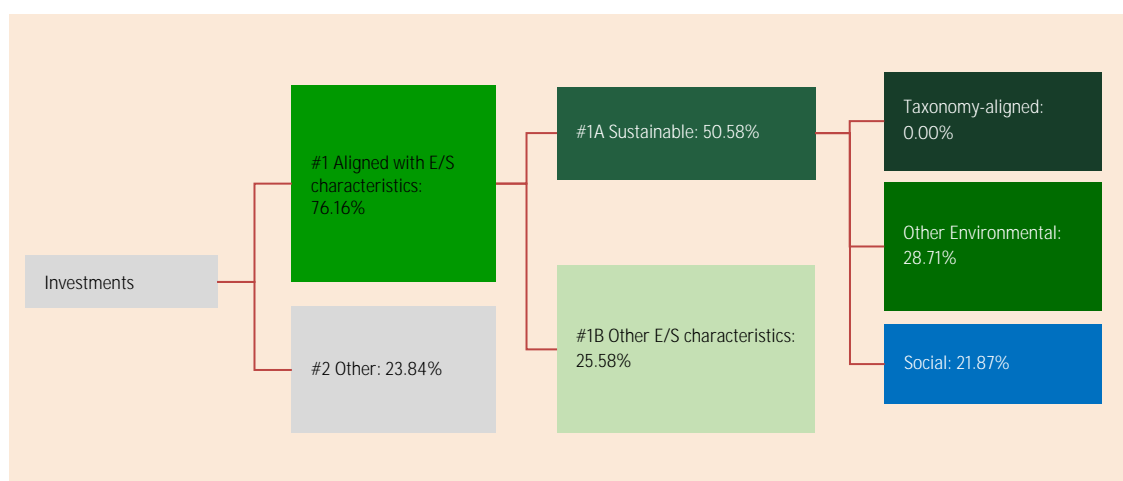 Investments
#1 Aligned with E/S
characteristics:
76.16%
#2 Other: 23.84%
#1A Sustainable: 50.58%
#1B Other E/S characteristics:
25.58%
Taxonomy-aligned:
0.00%
Other Environmental:
28.71%
Social: 21.87%